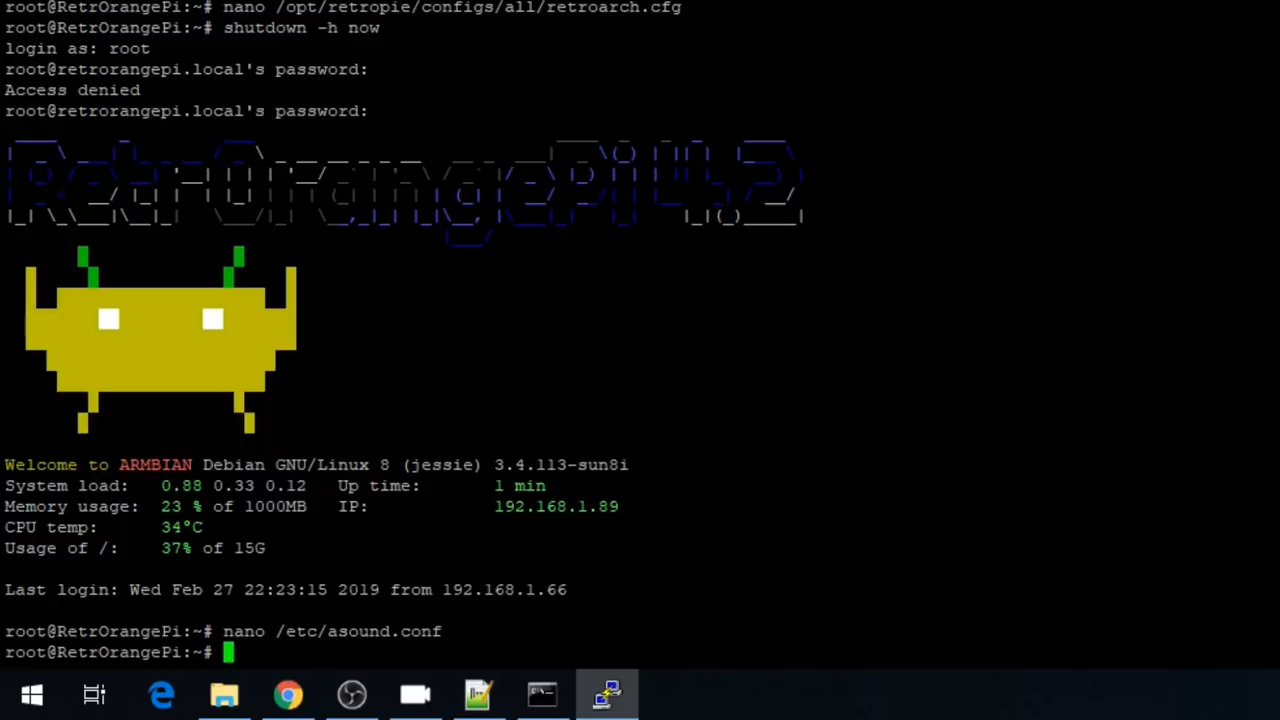 root@RetrOrangePi:~# nano /opt/retropie/configs/all/retroarch.cfg
root@RetrOrangePi:~# shutdown -h now
login as: root
root@retrorangepi.local's password:
Access denied
root@retrorangepi.local's password:
RetrOrangePi 4.2
Welcome to ARMBIAN Debian GNU/Linux 8 (jessie) 3.4.113-sun8i
System load: 0.88 0.33 0.12 Up time: 1 min
Memory usage: 23 % of 1000MB IP: 192.168.1.89
CPU temp: 34°C
Usage of /: 37% of 15G
Last login: Wed Feb 27 22:23:15 2019 from 192.168.1.66
root@RetrOrangePi:~# nano /etc/asound.conf
root@RetrOrangePi:~#